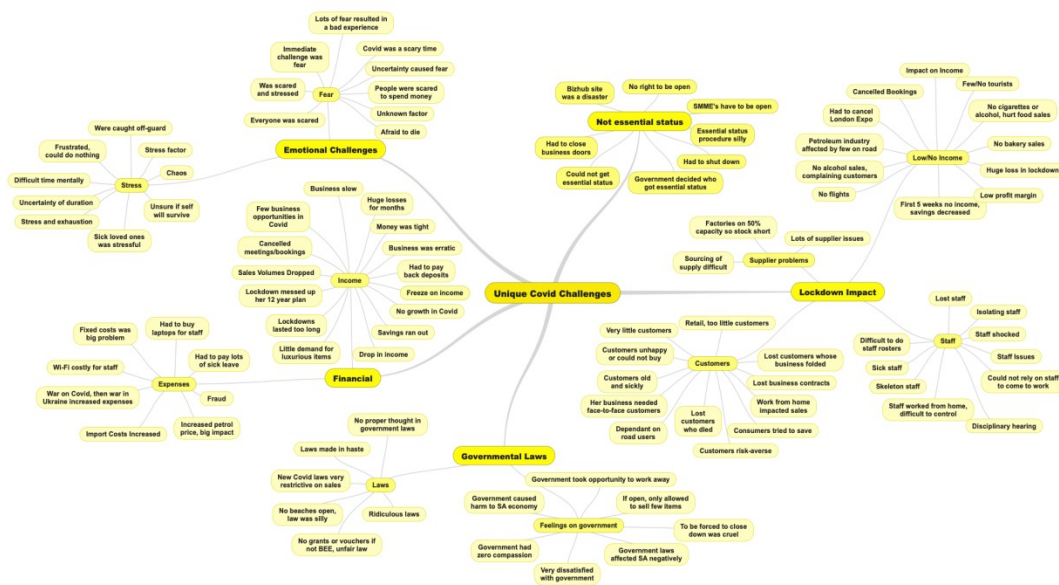 Unique Covid Challenges
Emotional Challenges
Fear
Lots of fear resulted in
a bad experience
Immediate
challenge was
fear
Covid was a scary time
Uncertainty caused fear
Was scared
and stressed
People were scared
to spend money
Unknown factor
Everyone was scared
Afraid to die
Stress
Were caught off-guard
Frustrated,
could do nothing
Stress factor
Chaos
Difficult time mentally
Uncertainty of duration
Unsure if self
will survive
Stress and exhaustion
Sick loved ones
was stressful
Financial
Income
Business slow
Huge losses
for months
Few business
opportunities in
Covid
Money was tight
Cancelled
meetings/bookings
Business was erratic
Sales Volumes Dropped
Had to pay
back deposits
Lockdown messed up
her 12 year plan
Freeze on income
No growth in Covid
Lockdowns
lasted too long
Savings ran out
Little demand for
luxurious items
Drop in income
Expenses
Fixed costs was
big problem
Had to buy
laptops for staff
Wi-Fi costly for staff
Had to pay lots
of sick leave
War on Covid, then war in
Ukraine increased expenses
Fraud
Import Costs Increased
Increased petrol
price, big impact
Governmental Laws
Laws
No proper thought in
government laws
Laws made in haste
New Covid laws very
restrictive on sales
No beaches open,
law was silly
Ridiculous laws
No grants or vouchers if
not BEE, unfair law
Feelings on government
Government took opportunity to work away
Government caused
harm to SA economy
If open, only allowed
to sell few items
To be forced to close
down was cruel
Government had
zero compassion
Government laws
affected SA negatively
Very dissatisfied
with government
Not essential status
Bizhub site
was a disaster
No right to be open
SMME's have to be open
Essential status
procedure silly
Had to close
business doors
Had to shut down
Could not get
essential status
Government decided who
got essential status
Lockdown Impact
Low/No Income
Impact on Income
Few/No tourists
Cancelled Bookings
Had to cancel
London Expo
No cigarettes or
alcohol, hurt food sales
Petroleum industry
affected by few on road
No bakery sales
No alcohol sales,
complaining customers
Huge loss in lockdown
No flights
Low profit margin
First 5 weeks no income,
savings decreased
Supplier problems
Factories on 50%
capacity so stock short
Lots of supplier issues
Sourcing of
supply difficult
Customers
Very little customers
Retail, too little customers
Customers unhappy
or could not buy
Lost customers whose
business folded
Customers old
and sickly
Lost business contracts
Her business needed
face-to-face customers
Work from home
impacted sales
Dependant on
road users
Lost
customers
who died
Consumers tried to save
Customers risk-averse
Staff
Lost staff
Isolating staff
Staff shocked
Difficult to do
staff rosters
Staff Issues
Sick staff
Could not rely on staff
to come to work
Skeleton staff
Staff worked from home,
difficult to control
Disciplinary hearing